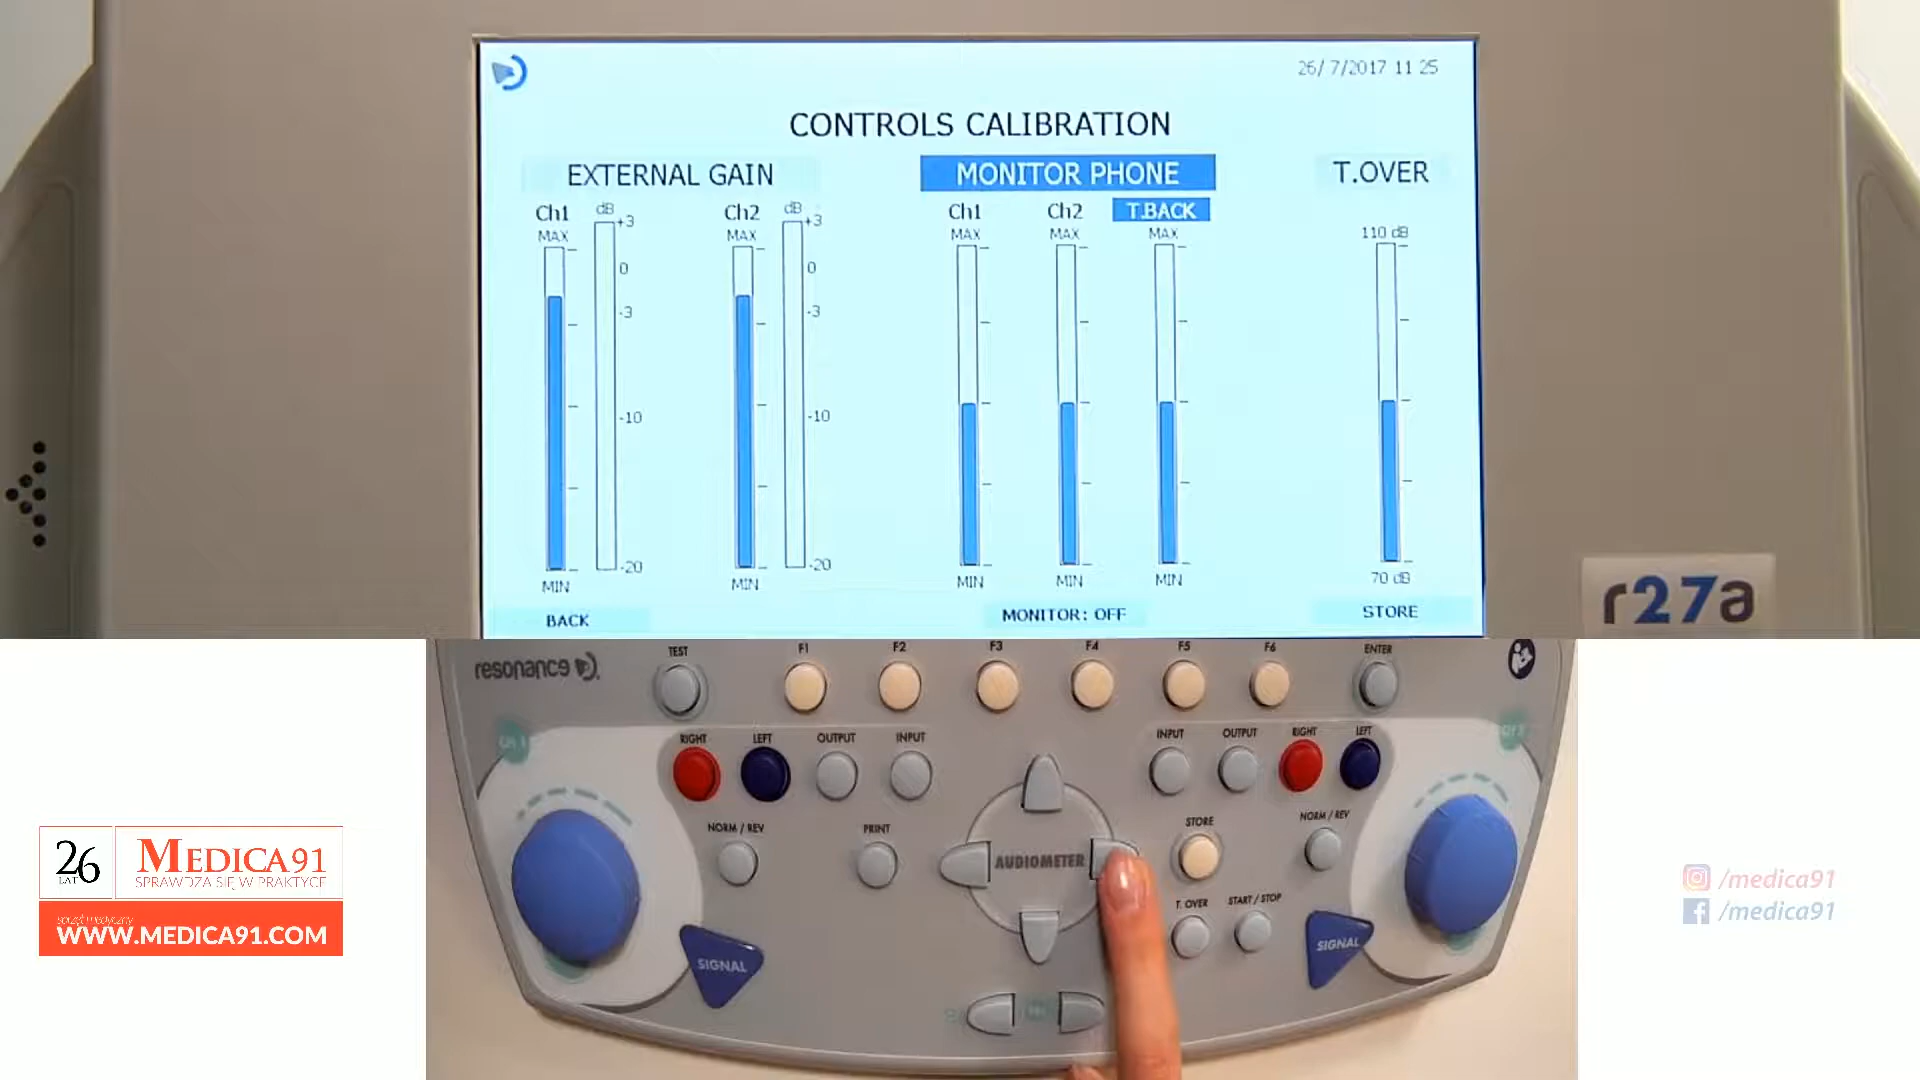 26/ 7/2017 11 25
CONTROLS CALIBRATION
EXTERNAL GAIN
MONITOR PHONE
T.OVER
Ch1
dB
Ch2
dB
Ch1
Ch2
T.BACK
MAX
+3
MAX
+3
MAX
MAX
MAX
110 dB
0
0
-3
-3
-10
-10
-20
-20
MIN
MIN
MIN
MIN
MIN
70 dB
BACK
MONITOR: OFF
STORE
r27a
resonance
TEST
F1
F2
F3
F4
F5
F6
ENTER
CH 1
RIGHT
LEFT
OUTPUT
INPUT
INPUT
OUTPUT
RIGHT
LEFT
NORM / REV
PRINT
AUDIOMETER
STORE
NORM / REV
T. OVER
START / STOP
SIGNAL
SIGNAL
26
LAT
MEDICA91
SPRAWDZA SIĘ W PRAKTYCE
sprzęt medyczny
WWW.MEDICA91.COM
/medica91
/medica91